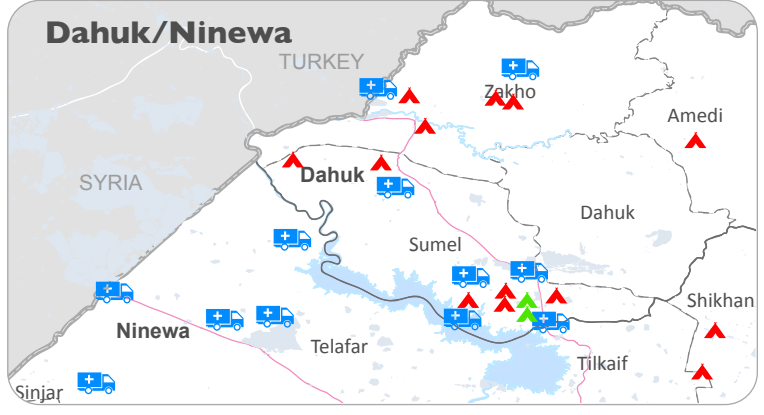 Dahuk/Ninewa
TURKEY
Zakho
Amedi
SYRIA
Dahuk
Dahuk
Sumel
Shikhan
Ninewa
Telafar
Tilkaif
Sinjar